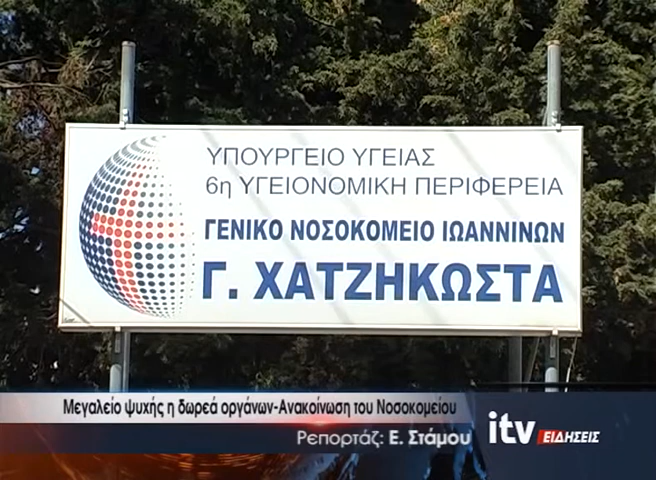 ΥΠΟΥΡΓΕΙΟ ΥΓΕΙΑΣ
6η ΥΓΕΙΟΝΟΜΙΚΗ ΠΕΡΙΦΕΡΕΙΑ
ΓΕΝΙΚΟ ΝΟΣΟΚΟΜΕΙΟ ΙΩΑΝΝΙΝΩΝ
Γ. ΧΑΤΖΗΚΩΣΤΑ
Μεγαλείο ψυχής η δωρεά οργάνων-Ανακοίνωση του Νοσοκομείου
Ρεπορτάζ: Ε. Στάμου
itv ΕΙΔΗΣΕΙΣ